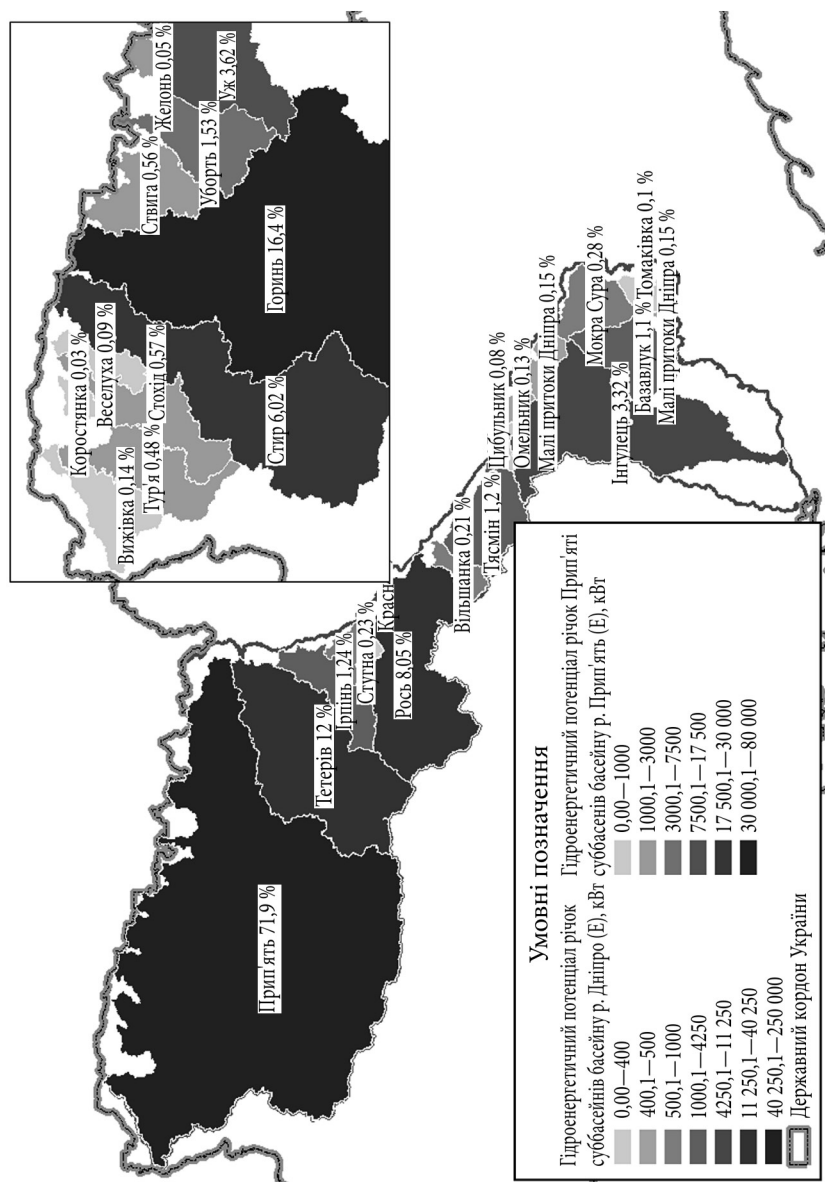 Коростянка 0,03 %
Веселуха 0,09 %
Вижівка 0,14 %
Тур'я 0,48 %
Стохід 0,57 %
Стир 6,02 %
Горинь 16,4 %
Ствига 0,56 %
Уборть 1,53 %
Желонь 0,05 %
Уж 3,62 %
Прип'ять 71,9 %
Тетерів 12 %
Ірпінь 1,24 %
Стугна 0,23 %
Красн
Рось 8,05 %
Вільшанка 0,21 %
Тясмін 1,2 %
Цибульник 0,08 %
Омельник 0,13 %
Малі притоки Дніпра 0,15 %
Мокра Сура 0,28 %
Інгулець 3,32 %
Базавлук 1,1 %
Томаківка 0,1 %
Малі притоки Дніпра 0,15 %
Умовні позначення
Гідроенергетичний потенціал річок
суббасейнів басейну р. Дніпро (Е), кВт
0,00—400
400,1—500
500,1—1000
1000,1—4250
4250,1—11 250
11 250,1—40 250
40 250,1—250 000
Державний кордон України
Гідроенергетичний потенціал річок Прип'яті
суббасенів басейну р. Прип'ять (Е), кВт
0,00—1000
1000,1—3000
3000,1—7500
7500,1—17 500
17 500,1—30 000
30 000,1—80 000